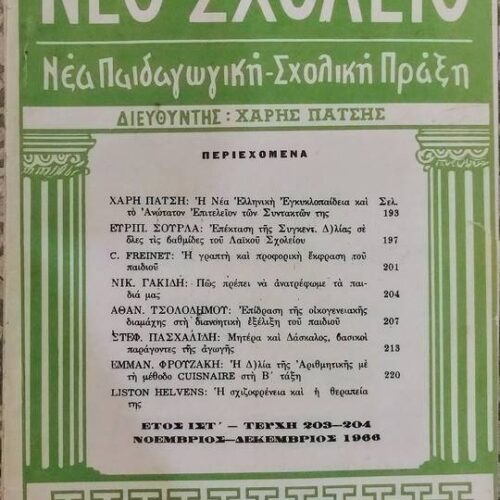 ΝΕΟ ΣΧΟΛΕΙΟ
Νέα Παιδαγωγική-Σχολική Πράξη
ΔΙΕΥΘΥΝΤΗΣ: ΧΑΡΗΣ ΠΑΤΣΗΣ
ΠΕΡΙΕΧΟΜΕΝΑ
ΧΑΡΗ ΠΑΤΣΗ: Ἡ Νέα Ἑλληνικὴ Ἐγκυκλοπαίδεια καὶ Σελ.
τὸ Ἀνώτατον Ἐπιτελεῖον τῶν Συντακτῶν της 193
ΕΥΡΙΠ. ΣΟΥΡΛΑ: Ἐπέκταση τῆς Συγκεντ. Δ)λίας σὲ
ὅλες τὶς βαθμίδες τοῦ Λαϊκοῦ Σχολείου 197
C. FREINET: Ἡ γραπτὴ καὶ προφορικὴ ἔκφραση τοῦ
παιδιοῦ 201
ΝΙΚ. ΓΑΚΙΔΗ: Πῶς πρέπει νὰ ἀνατρέφωμε τὰ παι-
διά μας 204
ΑΘΑΝ. ΤΣΟΛΟΔΗΜΟΥ: Ἐπίδραση τῆς οἰκογενειακῆς
διαμάχης στὴ διανοητικὴ ἐξέλιξη τοῦ παιδιοῦ 207
ΣΤΕΦ. ΠΑΣΧΑΛΙΔΗ: Μητέρα καὶ Δάσκαλος, βασικοὶ
παράγοντες τῆς ἀγωγῆς 213
ΕΜΜΑΝ. ΦΡΟΥΖΑΚΗ: Ἡ Δ)λία τῆς Ἀριθμητικῆς μὲ
τὴ μέθοδο CUISNAIRE στὴ Β΄ τάξη 220
LISTON HELVENS: Ἡ σχιζοφρένεια καὶ ἡ θεραπεία
της
ΕΤΟΣ ΙΣΤ΄ — ΤΕΥΧΗ 203—204
ΝΟΕΜΒΡΙΟΣ—ΔΕΚΕΜΒΡΙΟΣ 1966